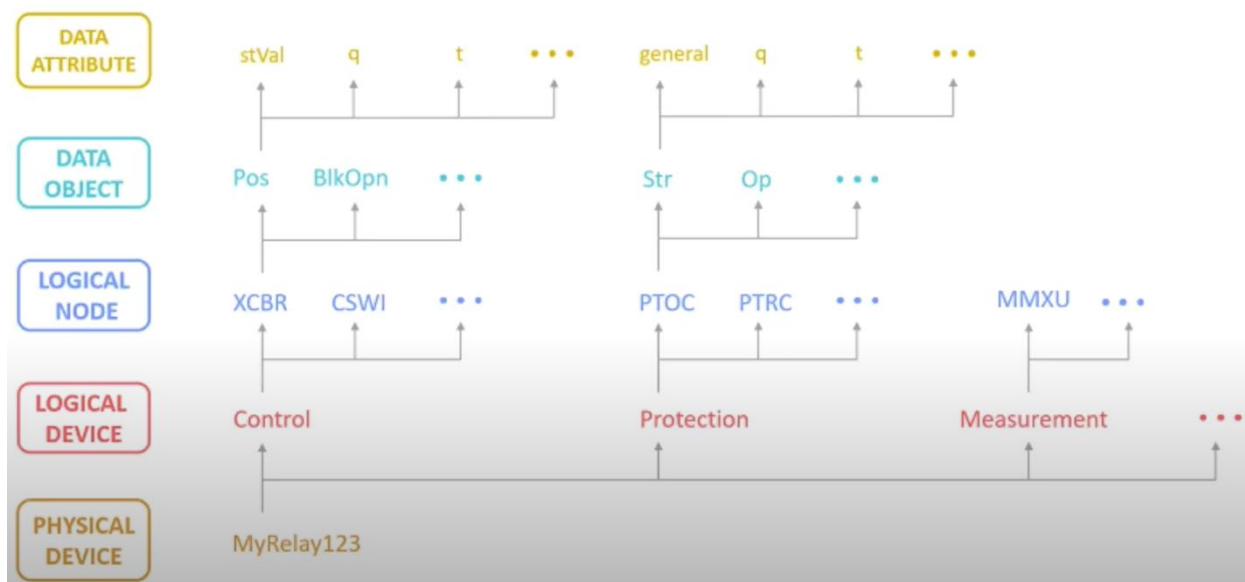 DATA
ATTRIBUTE
stVal q t ••• general q t •••
DATA
OBJECT
Pos BlkOpn ••• Str Op •••
LOGICAL
NODE
XCBR CSWI ••• PTOC PTRC ••• MMXU •••
LOGICAL
DEVICE
Control Protection Measurement •••
PHYSICAL
DEVICE
MyRelay123